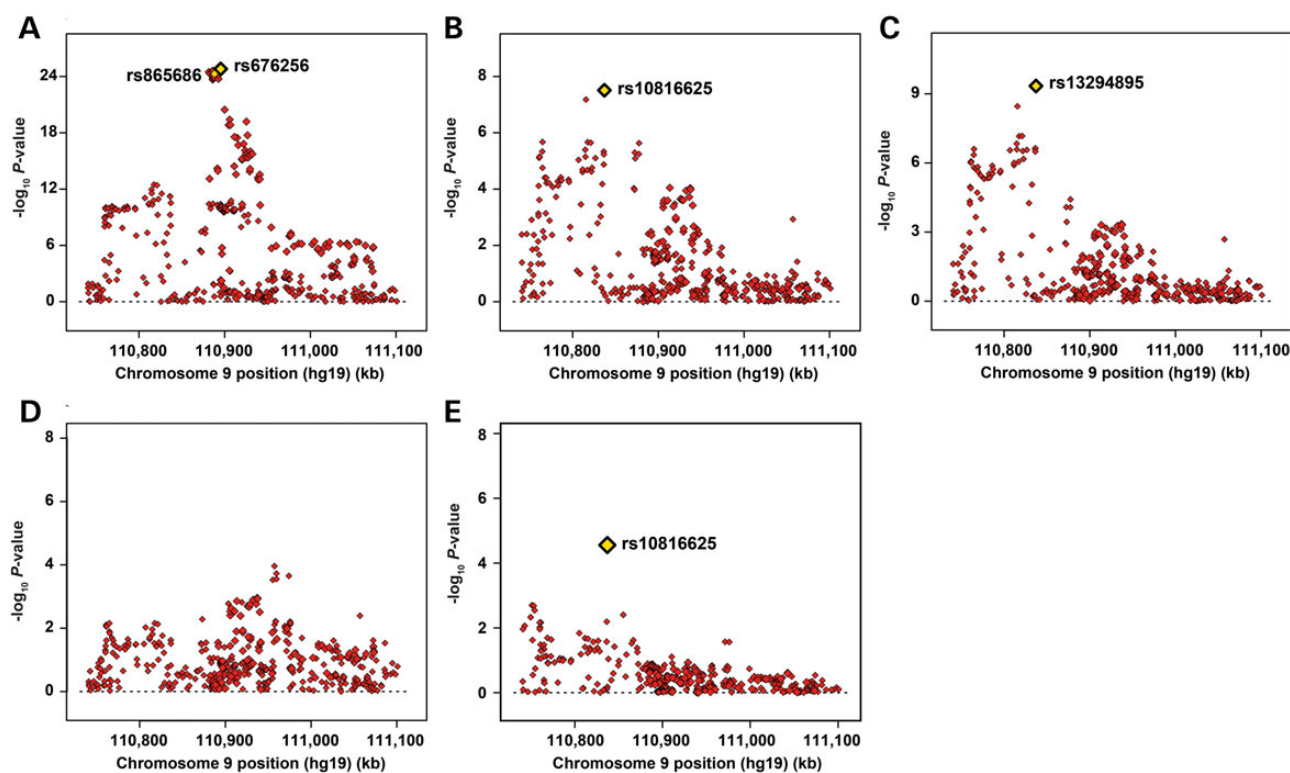 A
rs865686
rs676256
24
18
12
6
0
-log10 P-value
110,800
110,900
111,000
111,100
Chromosome 9 position (hg19) (kb)
B
rs10816625
8
6
4
2
0
-log10 P-value
110,800
110,900
111,000
111,100
Chromosome 9 position (hg19) (kb)
C
rs13294895
9
6
3
0
-log10 P-value
110,800
110,900
111,000
111,100
Chromosome 9 position (hg19) (kb)
D
8
6
4
2
0
-log10 P-value
110,800
110,900
111,000
111,100
Chromosome 9 position (hg19) (kb)
E
rs10816625
8
6
4
2
0
-log10 P-value
110,800
110,900
111,000
111,100
Chromosome 9 position (hg19) (kb)